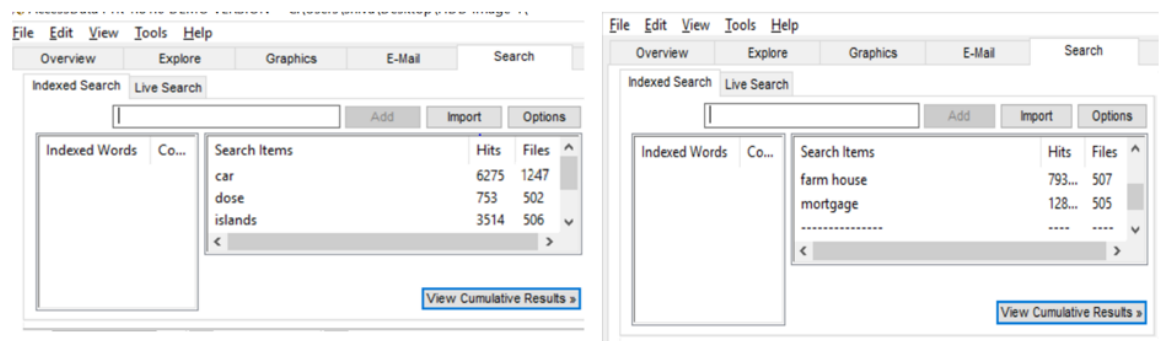 File Edit View Tools Help
Overview Explore Graphics E-Mail Search
Indexed Search Live Search
Add Import Options
Indexed Words Co... Search Items Hits Files
car 6275 1247
dose 753 502
islands 3514 506
View Cumulative Results »
File Edit View Tools Help
Overview Explore Graphics E-Mail Search
Indexed Search Live Search
Add Import Options
Indexed Words Co... Search Items Hits Files
farm house 793... 507
mortgage 128... 505
--------------- ---- ----
View Cumulative Results »